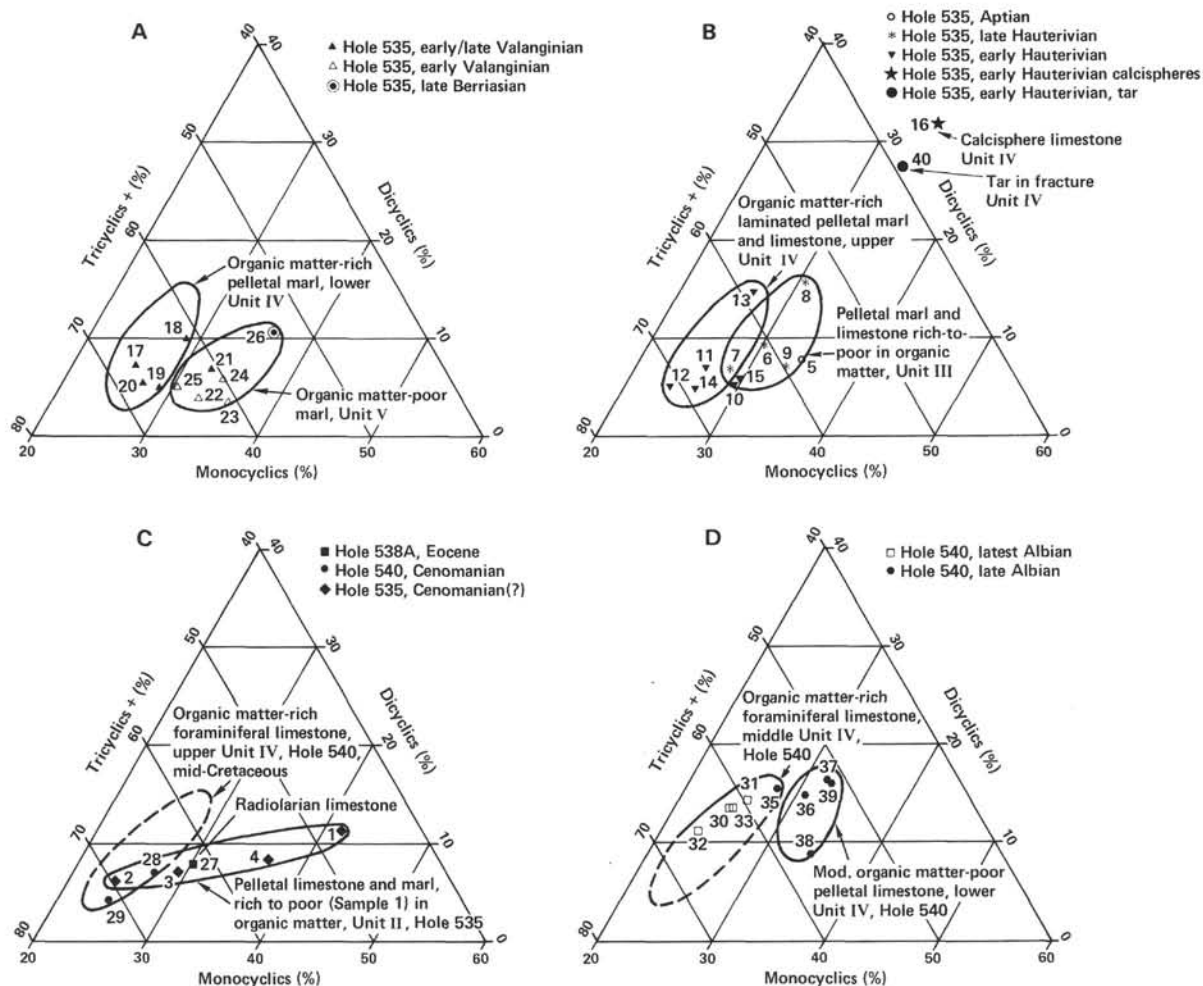 A
▲ Hole 535, early/late Valanginian
△ Hole 535, early Valanginian
◉ Hole 535, late Berriasian
40
40
50
30
Tricyclics + (%)
Dicyclics (%)
60
20
Organic matter-rich
pelletal marl, lower
Unit IV
70
10
18
26
17
21
20
19
25
24
22
23
Organic matter-poor
marl, Unit V
80
0
20
30
40
50
60
Monocyclics (%)
B
○ Hole 535, Aptian
* Hole 535, late Hauterivian
▼ Hole 535, early Hauterivian
★ Hole 535, early Hauterivian calcispheres
● Hole 535, early Hauterivian, tar
40
40
50
30
16
Calcisphere limestone
Unit IV
40
Tar in fracture
Unit IV
Tricyclics + (%)
Dicyclics (%)
Organic matter-rich
laminated pelletal marl
and limestone, upper
Unit IV
60
20
13
8
Pelletal marl and
limestone rich-to-
poor in organic
matter, Unit III
70
10
11
7
6
9
5
12
14
15
10
80
0
20
30
40
50
60
Monocyclics (%)
C
■ Hole 538A, Eocene
● Hole 540, Cenomanian
◆ Hole 535, Cenomanian(?)
40
40
50
30
Tricyclics + (%)
Dicyclics (%)
Organic matter-rich
foraminiferal limestone,
upper Unit IV, Hole 540,
mid-Cretaceous
60
20
Radiolarian limestone
70
10
1
28
27
4
2
3
29
Pelletal limestone and marl,
rich to poor (Sample 1) in
organic matter, Unit II, Hole 535
80
0
20
30
40
50
60
Monocyclics (%)
D
□ Hole 540, latest Albian
● Hole 540, late Albian
40
40
50
30
Tricyclics + (%)
Dicyclics (%)
Organic matter-rich
foraminiferal limestone,
middle Unit IV,
Hole 540
60
20
37
31
35
39
36
30
33
32
38
70
10
Mod. organic matter-poor
pelletal limestone, lower
Unit IV, Hole 540
80
0
20
30
40
50
60
Monocyclics (%)